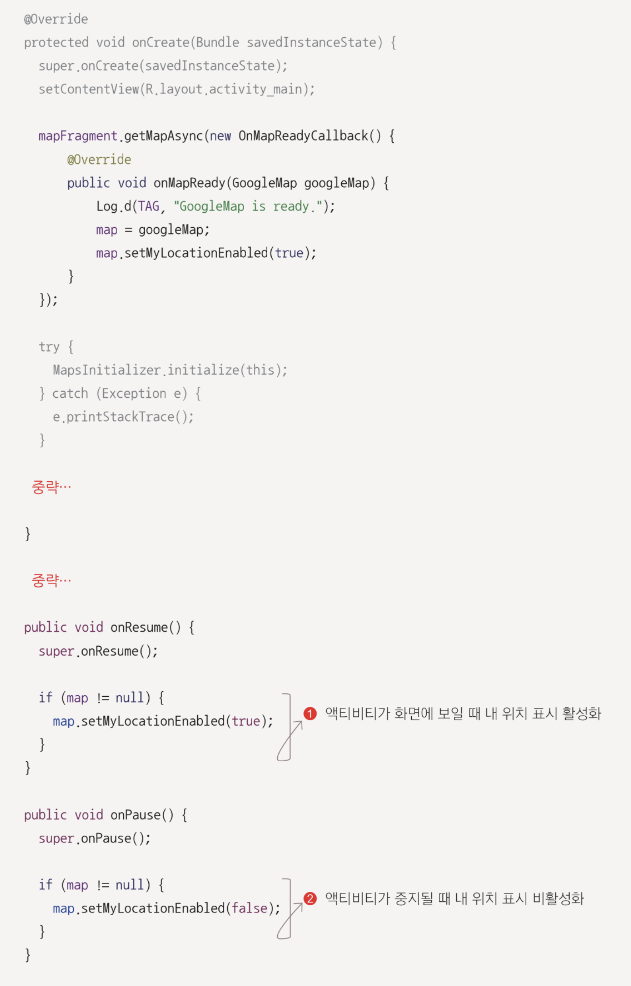 @Override
protected void onCreate(Bundle savedInstanceState) {
super.onCreate(savedInstanceState);
setContentView(R.layout.activity_main);
mapFragment.getMapAsync(new OnMapReadyCallback() {
@Override
public void onMapReady(GoogleMap googleMap) {
Log.d(TAG, "GoogleMap is ready.");
map = googleMap;
map.setMyLocationEnabled(true);
}
});
try {
MapsInitializer.initialize(this);
} catch (Exception e) {
e.printStackTrace();
}
중략…
}
중략…
public void onResume() {
super.onResume();
if (map != null) {
map.setMyLocationEnabled(true);
❶ 액티비티가 화면에 보일 때 내 위치 표시 활성화
}
}
public void onPause() {
super.onPause();
if (map != null) {
map.setMyLocationEnabled(false);
❷ 액티비티가 중지될 때 내 위치 표시 비활성화
}
}